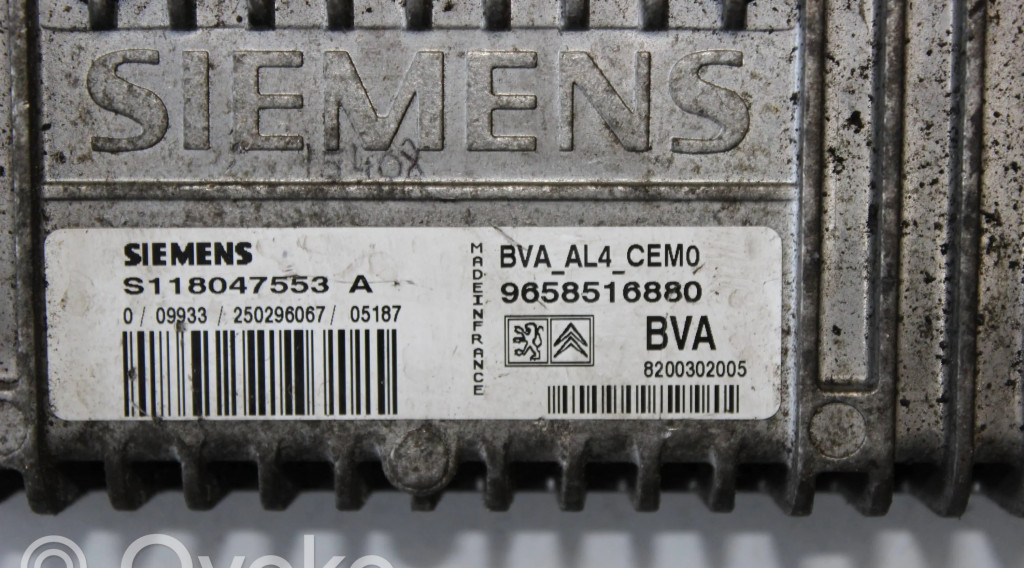 SIEMENS
SIEMENS
S118047553 A
0 / 09933 / 250296067 / 05187
MADEINFRANCE
BVA_AL4_CEM0
9658516880
BVA
8200302005